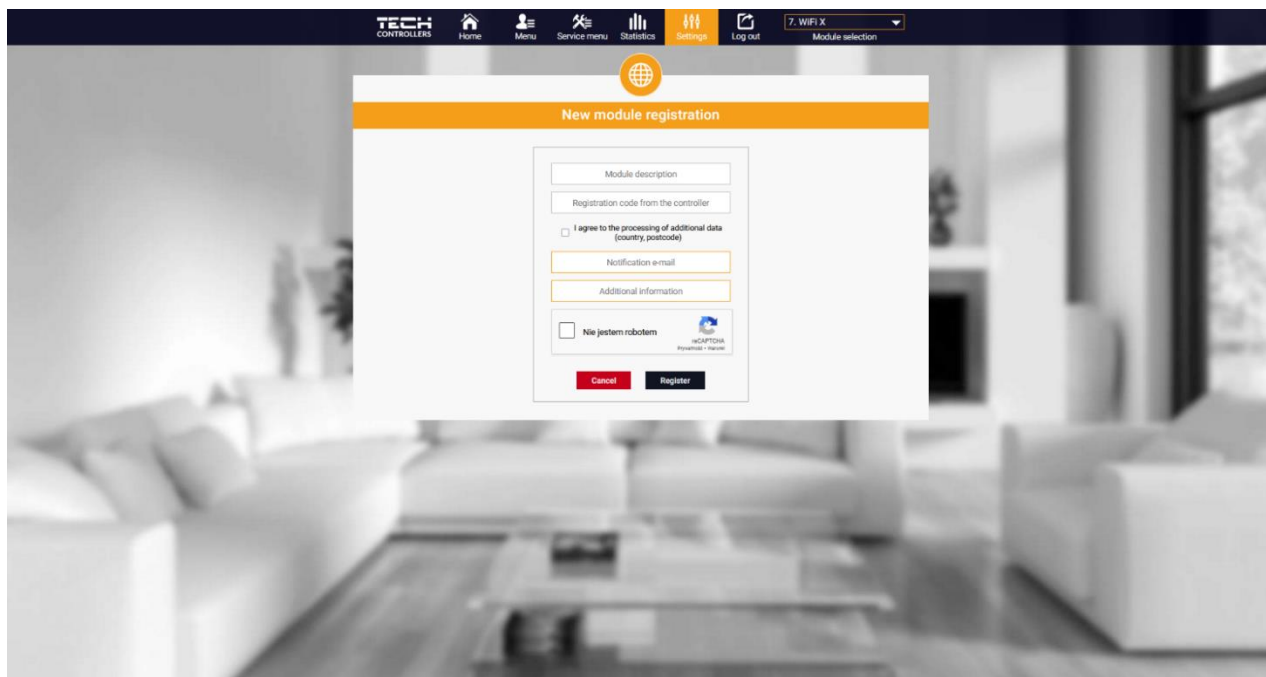 TECH
CONTROLLERS
Home
Menu
Service menu
Statistics
Settings
Log out
7. WiFi X
Module selection
New module registration
Module description
Registration code from the controller
I agree to the processing of additional data
(country, postcode)
Notification e-mail
Additional information
Nie jestem robotem
reCAPTCHA
Cancel
Register